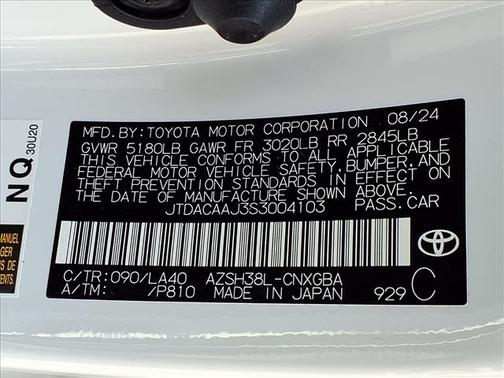 MFD.BY: TOYOTA MOTOR CORPORATION 08/24
GVWR 5180LB GAWR FR 3020LB RR 2845LB
THIS VEHICLE CONFORMS TO ALL APPLICABLE
FEDERAL MOTOR VEHICLE SAFETY, BUMPER, AND
THEFT PREVENTION STANDARDS IN EFFECT ON
THE DATE OF MANUFACTURE SHOWN ABOVE.
JTDACAAJ3S3004103 PASS.CAR
C/TR: 090/LA40 AZSH38L-CNXGBA
A/TM: /P810 MADE IN JAPAN 929 C
NQ
30U20
MANUEL